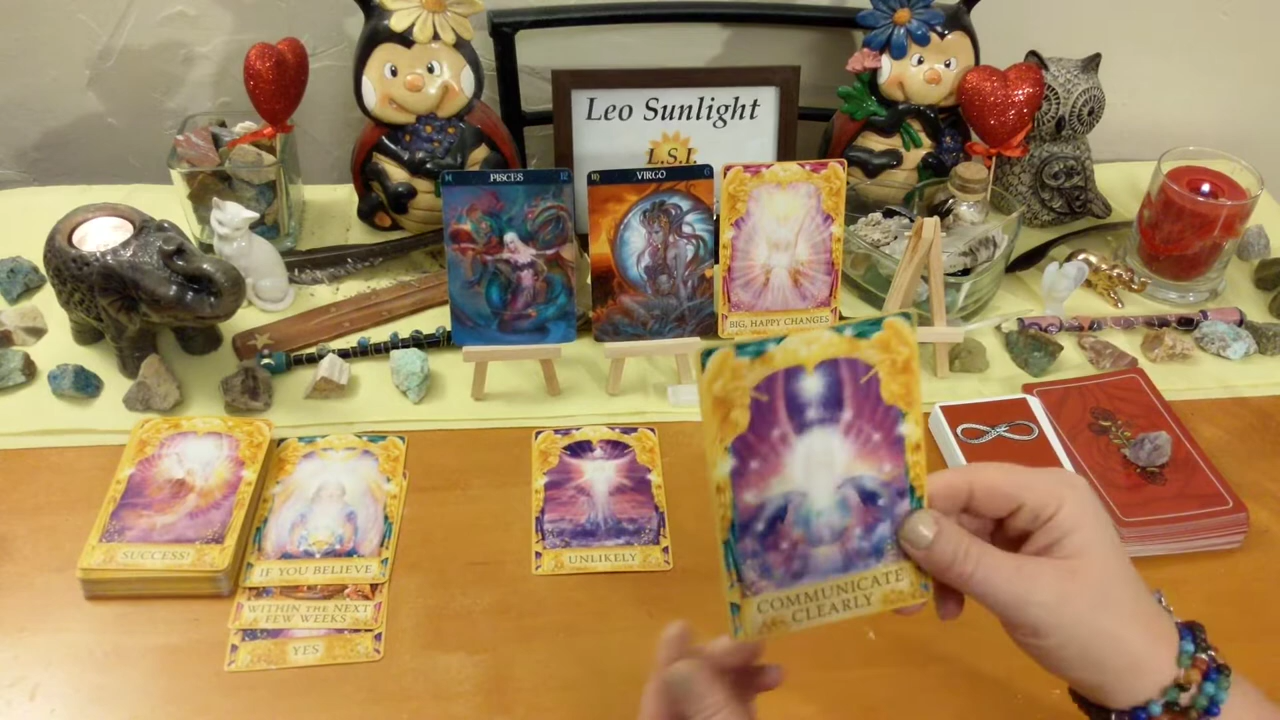 Leo Sunlight
L.S.I.
PISCES
VIRGO
BIG, HAPPY CHANGES
SUCCESS!
IF YOU BELIEVE
WITHIN THE NEXT
FEW WEEKS
YES
UNLIKELY
COMMUNICATE
CLEARLY